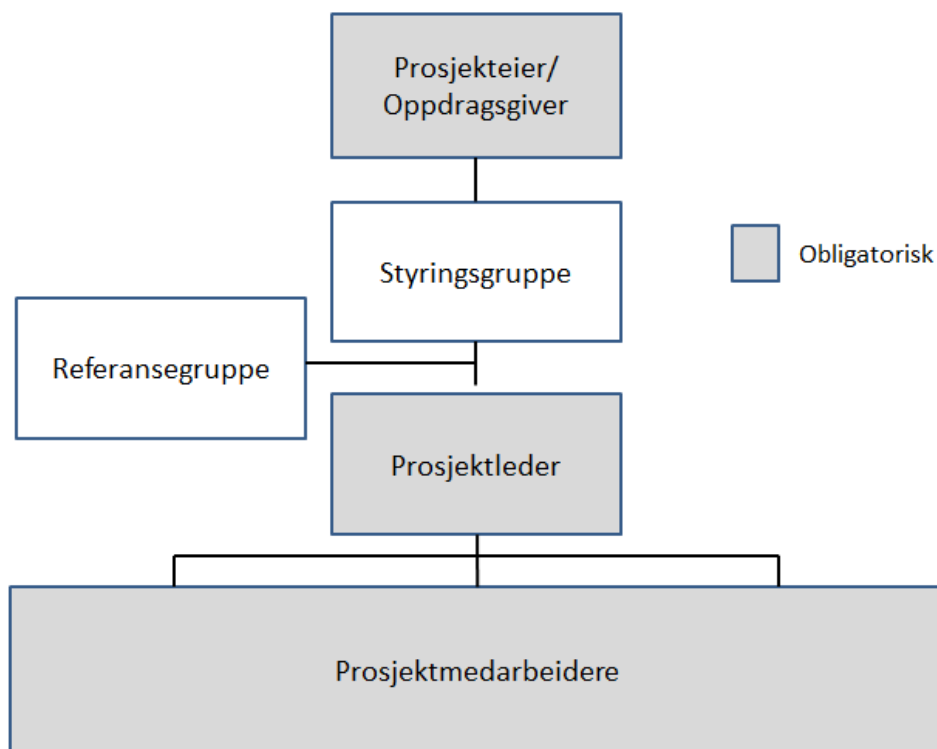 Prosjekteier/
Oppdragsgiver
Styringsgruppe
Obligatorisk
Referansegruppe
Prosjektleder
Prosjektmedarbeidere